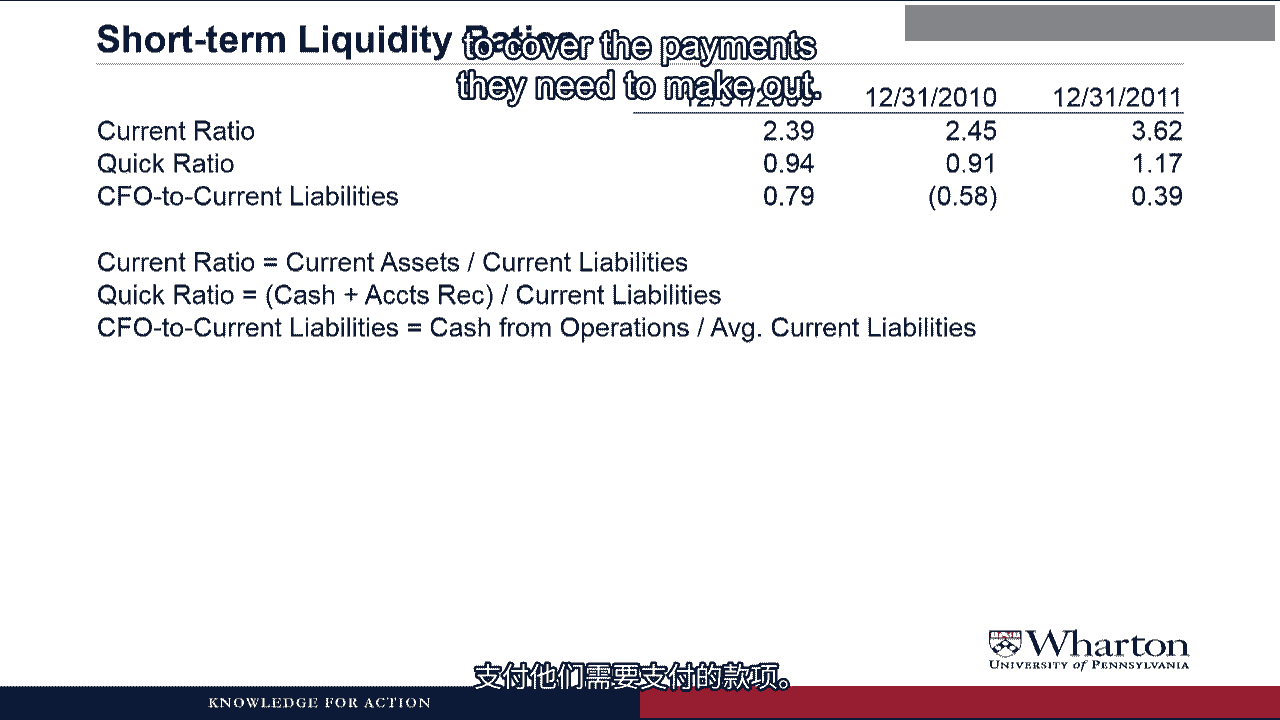 Short-term Liquidity Ratios
to cover the payments
they need to make out.
12/31/2009 12/31/2010 12/31/2011
Current Ratio 2.39 2.45 3.62
Quick Ratio 0.94 0.91 1.17
CFO-to-Current Liabilities 0.79 (0.58) 0.39
Current Ratio = Current Assets / Current Liabilities
Quick Ratio = (Cash + Accts Rec) / Current Liabilities
CFO-to-Current Liabilities = Cash from Operations / Avg. Current Liabilities
Wharton
UNIVERSITY of PENNSYLVANIA
支付他们需要支付的款项。
KNOWLEDGE FOR ACTION